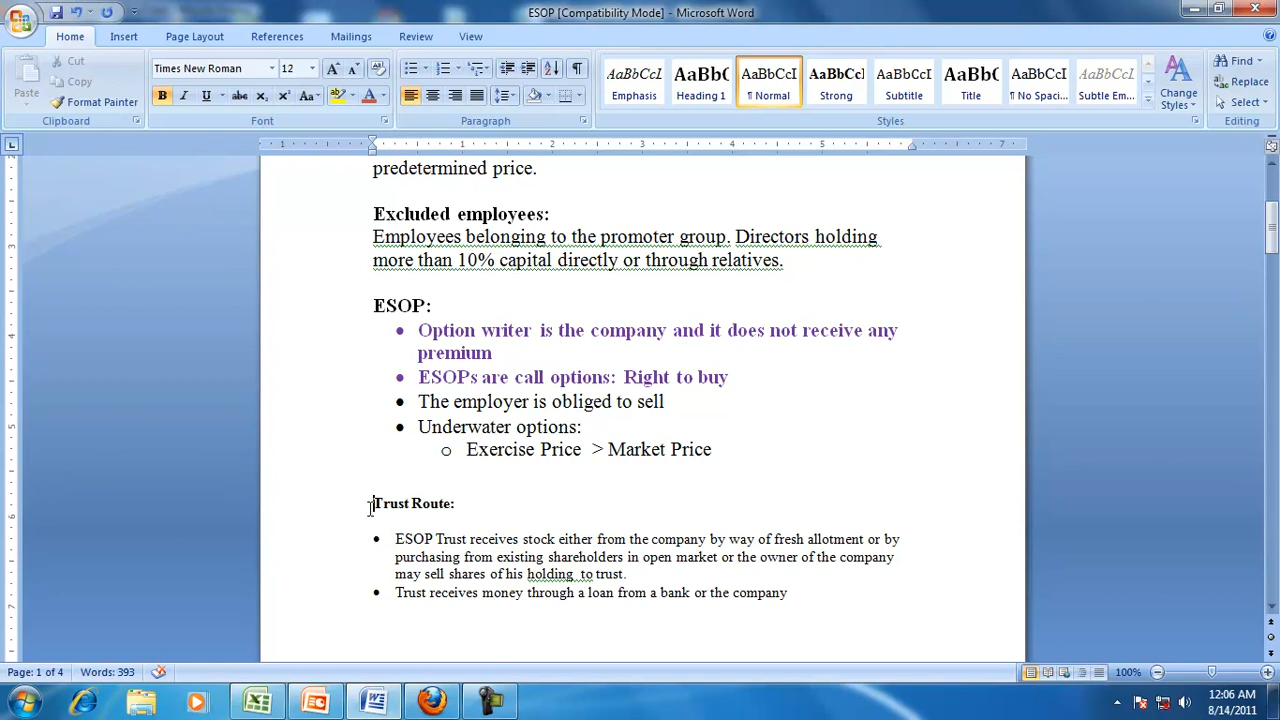 ESOP [Compatibility Mode] - Microsoft Word
Home Insert Page Layout References Mailings Review View
Paste
Cut
Copy
Format Painter
Clipboard
Times New Roman 12
Font
Paragraph
AaBbCcI AaBbC AaBbCcI AaBbCcI AaBbCcI AaBbC AaBbCcI AaBbCcI
Emphasis Heading 1 ¶ Normal Strong Subtitle Title ¶ No Spaci... Subtle Em...
Change Styles
Styles
Find
Replace
Select
Editing
1 1 2 3 4 5 6 7
predetermined price.
Excluded employees:
Employees belonging to the promoter group. Directors holding
more than 10% capital directly or through relatives.
ESOP:
• Option writer is the company and it does not receive any
premium
• ESOPs are call options: Right to buy
• The employer is obliged to sell
• Underwater options:
o Exercise Price > Market Price
Trust Route:
• ESOP Trust receives stock either from the company by way of fresh allotment or by
purchasing from existing shareholders in open market or the owner of the company
may sell shares of his holding to trust.
• Trust receives money through a loan from a bank or the company
Page: 1 of 4 Words: 393 100%
12:06 AM
8/14/2011